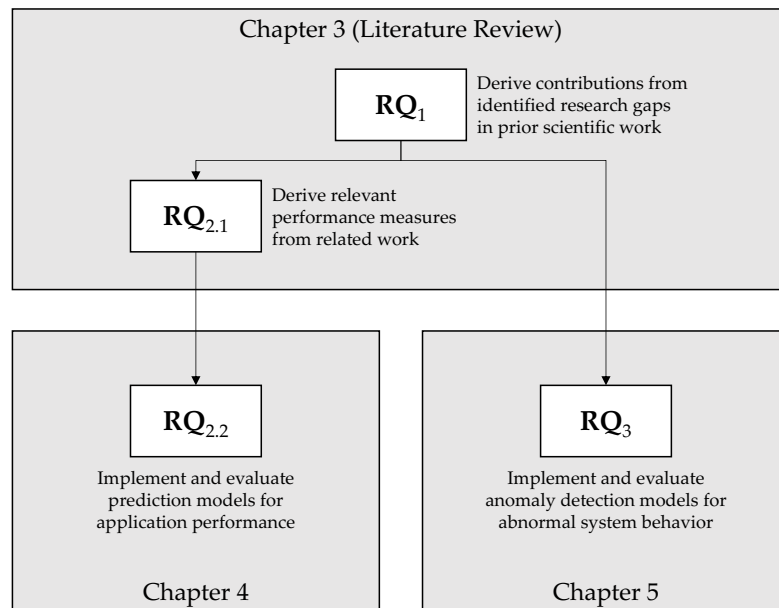 Chapter 3 (Literature Review)
RQ1
Derive contributions from
identified research gaps
in prior scientific work
RQ2.1
Derive relevant
performance measures
from related work
RQ2.2
Implement and evaluate
prediction models for
application performance
Chapter 4
RQ3
Implement and evaluate
anomaly detection models for
abnormal system behavior
Chapter 5